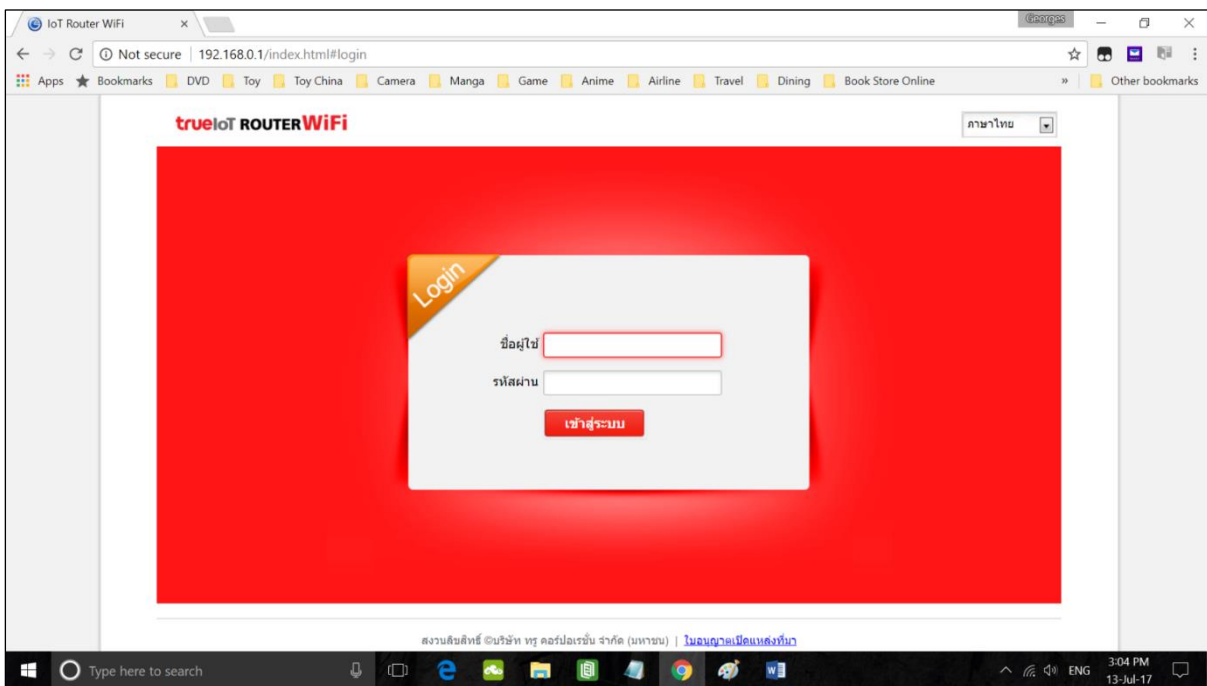 IoT Router WiFi
Georges
Not secure | 192.168.0.1/index.html#login
Apps Bookmarks DVD Toy Toy China Camera Manga Game Anime Airline Travel Dining Book Store Online » Other bookmarks
trueIoT ROUTER WiFi
ภาษาไทย
Login
ชื่อผู้ใช้
รหัสผ่าน
เข้าสู่ระบบ
สงวนลิขสิทธิ์ ©บริษัท ทรู คอร์ปอเรชั่น จำกัด (มหาชน) | ใบอนุญาตเปิดแหล่งที่มา
Type here to search
ENG
3:04 PM
13-Jul-17